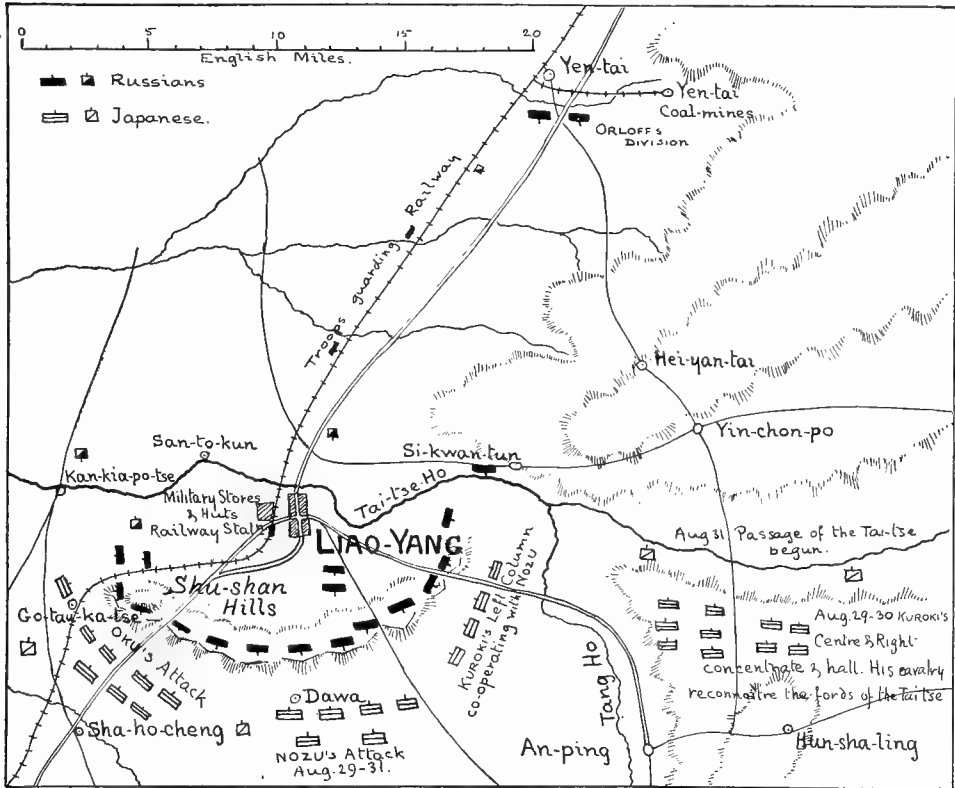 0 5 10 15 20
English Miles.
Russians
Japanese.
Yen-tai
Yen-tai
Coal-mines
ORLOFF'S
DIVISION
Troops guarding Railway
Hei-yan-tai
Yin-chon-po
San-to-kun
Si-kwan-tun
Kan-kia-po-tse
Tai-tse-Ho
Military Stores
& Huts
Railway Statn
LIAO-YANG
Aug 31 Passage of the Tai-tse
begun.
Shu-shan
Hills
Go-tau-ka-tse
OKU'S Attack
KUROKI'S Left Column
co-operating with NOZU
Aug. 29-30 KUROKI'S
Centre & Right
concentrate & halt. His cavalry
reconnaitre the fords of the Taitse
Dawa
Tang Ho
Sha-ho-cheng
NOZU'S Attack
Aug. 29-31.
An-ping
Hun-sha-ling